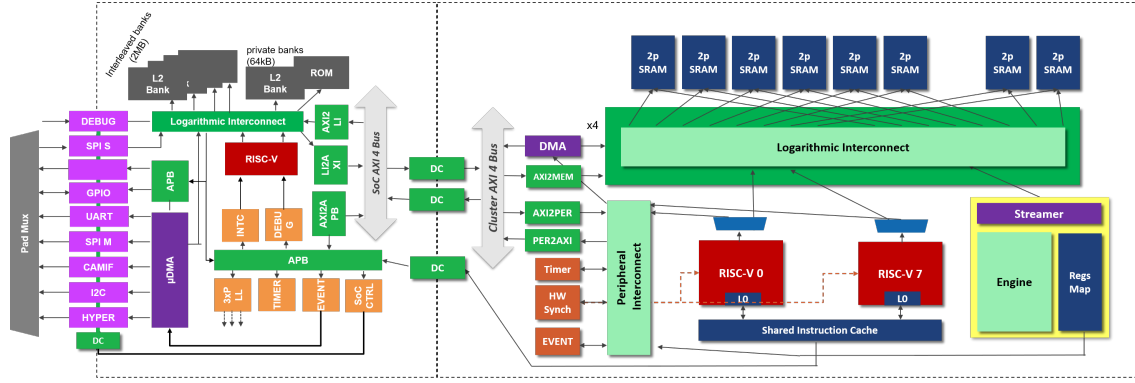 Interleaved banks
(2MB)
L2
Bank
private banks
(64kB)
L2
Bank
ROM
DEBUG
SPI S
GPIO
UART
SPI M
CAMIF
I2C
HYPER
DC
Pad Mux
Logarithmic Interconnect
RISC-V
APB
µDMA
INTC
DEBU
G
AXI2
LI
LI2A
XI
AXI2A
PB
APB
3xP
LL
TIMER
EVENT
SoC
CTRL
SoC AXI 4 Bus
DC
DC
DC
Cluster AXI 4 Bus
2p
SRAM
2p
SRAM
2p
SRAM
2p
SRAM
2p
SRAM
2p
SRAM
2p
SRAM
2p
SRAM
x4
DMA
AXI2MEM
AXI2PER
PER2AXI
Timer
HW
Synch
EVENT
Logarithmic Interconnect
Peripheral
Interconnect
RISC-V 0
L0
RISC-V 7
L0
Shared Instruction Cache
Streamer
Engine
Regs
Map